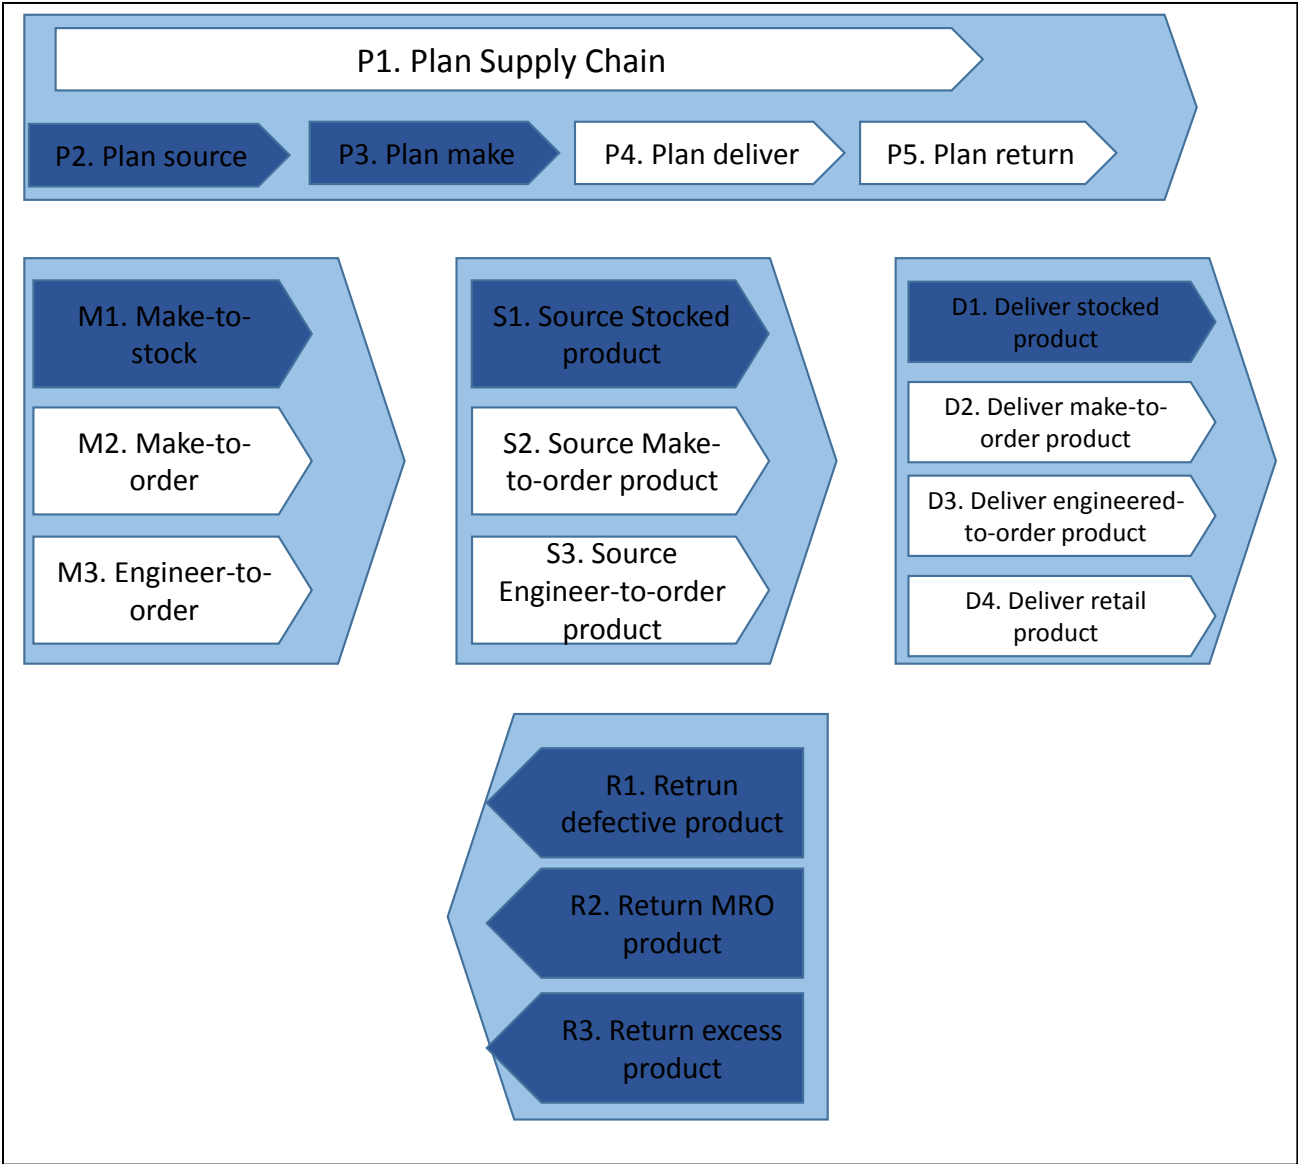 P1. Plan Supply Chain
P2. Plan source
P3. Plan make
P4. Plan deliver
P5. Plan return
M1. Make-to-
stock
M2. Make-to-
order
M3. Engineer-to-
order
S1. Source Stocked
product
S2. Source Make-
to-order product
S3. Source
Engineer-to-order
product
D1. Deliver stocked
product
D2. Deliver make-to-
order product
D3. Deliver engineered-
to-order product
D4. Deliver retail
product
R1. Retrun
defective product
R2. Return MRO
product
R3. Return excess
product